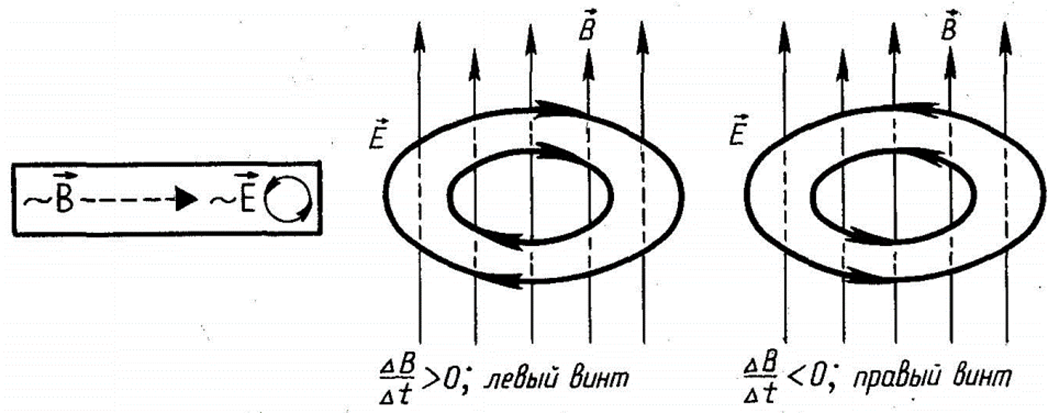 ~B⃗ ~E⃗
E⃗ B⃗
ΔB/Δt >0; левый винт
E⃗ B⃗
ΔB/Δt <0; правый винт